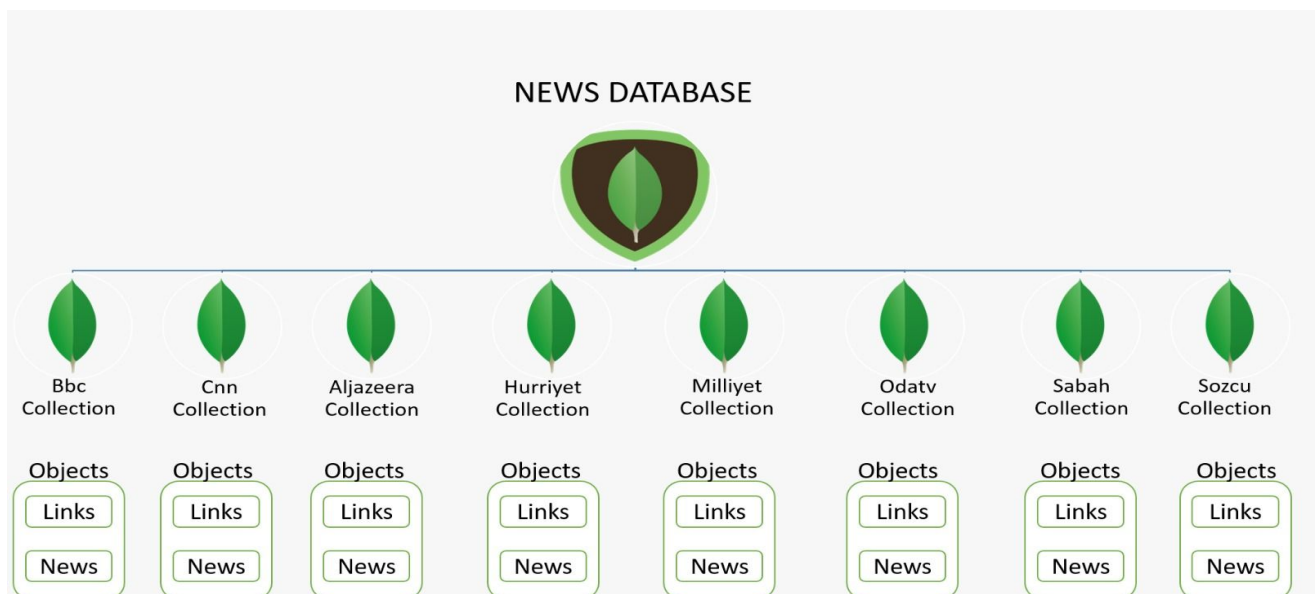 NEWS DATABASE
Bbc
Collection
Cnn
Collection
Aljazeera
Collection
Hurriyet
Collection
Milliyet
Collection
Odatv
Collection
Sabah
Collection
Sozcu
Collection
Objects
Links
News
Objects
Links
News
Objects
Links
News
Objects
Links
News
Objects
Links
News
Objects
Links
News
Objects
Links
News
Objects
Links
News